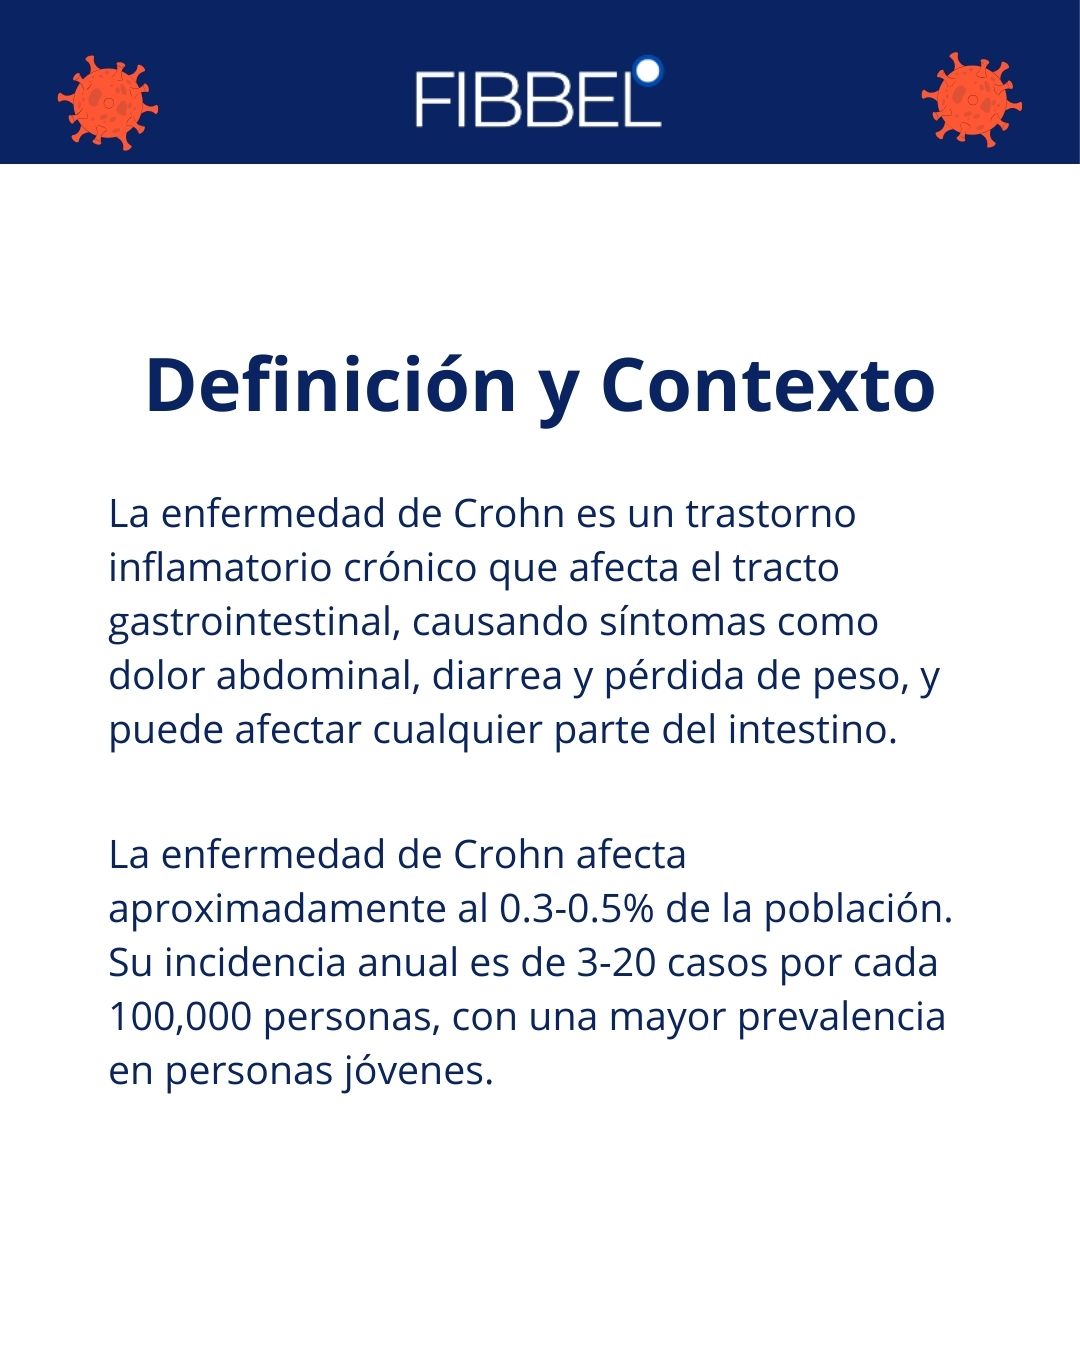 FIBBEL
Definición y Contexto
La enfermedad de Crohn es un trastorno
inflamatorio crónico que afecta el tracto
gastrointestinal, causando síntomas como
dolor abdominal, diarrea y pérdida de peso, y
puede afectar cualquier parte del intestino.
La enfermedad de Crohn afecta
aproximadamente al 0.3-0.5% de la población.
Su incidencia anual es de 3-20 casos por cada
100,000 personas, con una mayor prevalencia
en personas jóvenes.